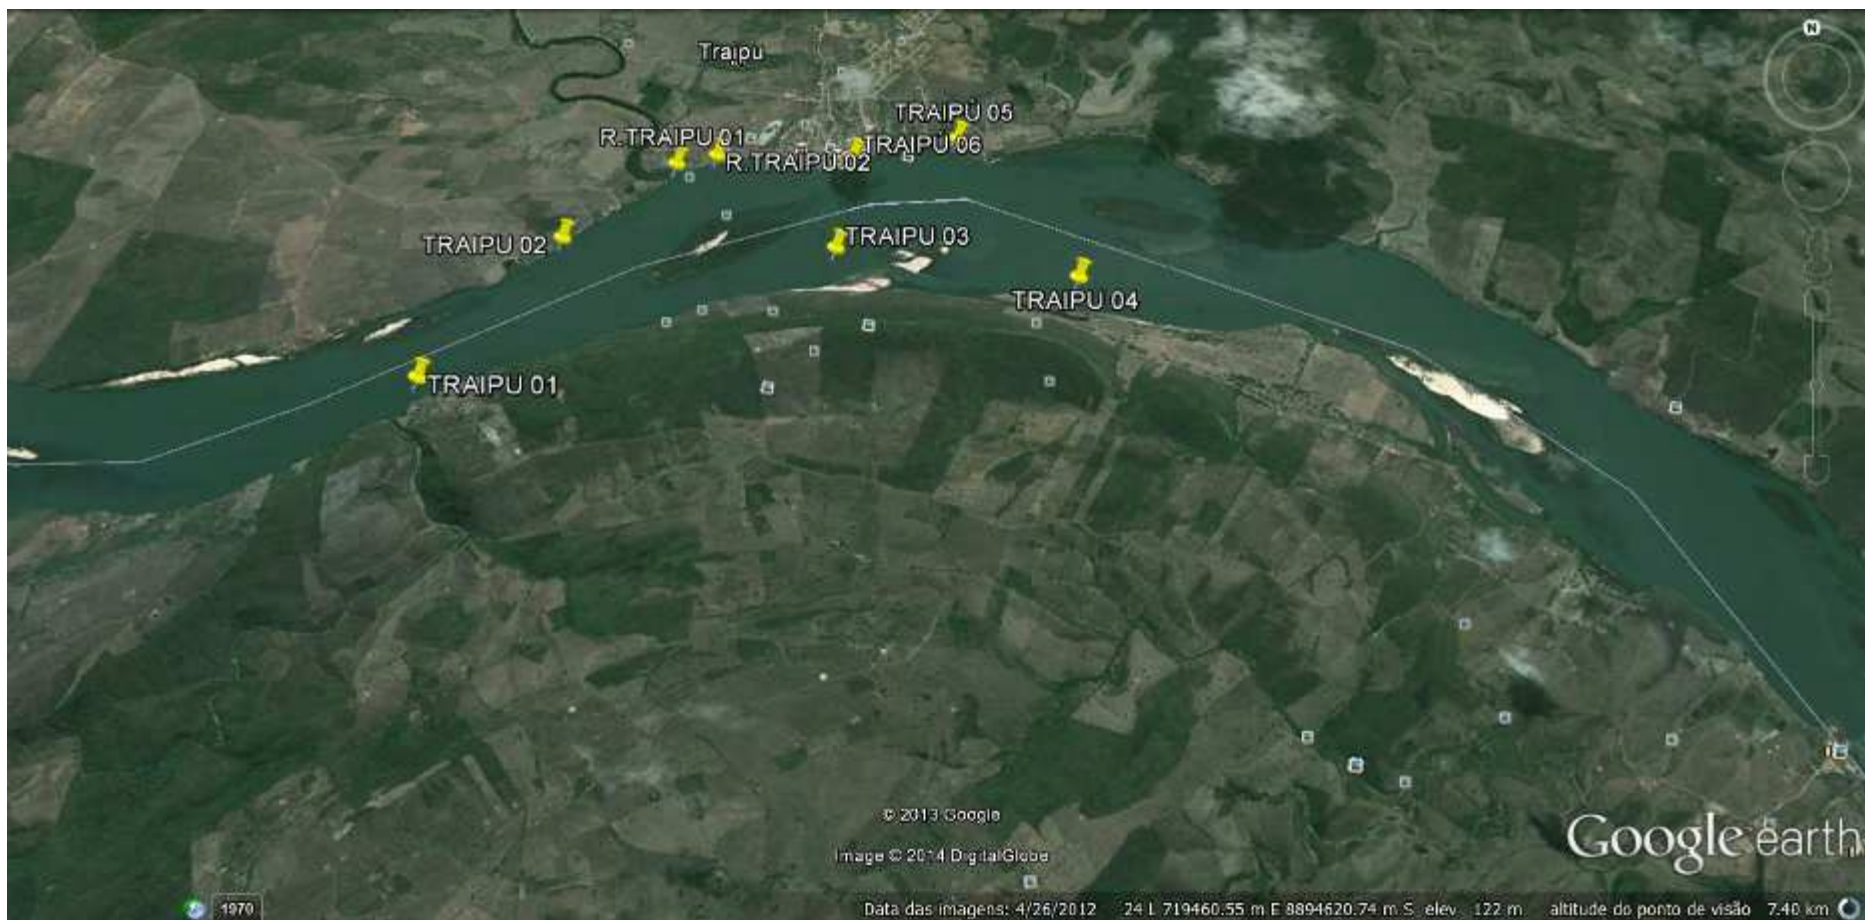 N
Traipu
TRAIPU 05
R.TRAIPU 01
TRAIPU 06
R.TRAIPU 02
TRAIPU 02
TRAIPU 03
TRAIPU 04
TRAIPU 01
© 2013 Google
Image © 2014 DigitalGlobe
Google earth
1970
Data das imagens: 4/26/2012 24 L 719460.55 m E 8894620.74 m S elev 122 m altitude do ponto de visão 7.40 km